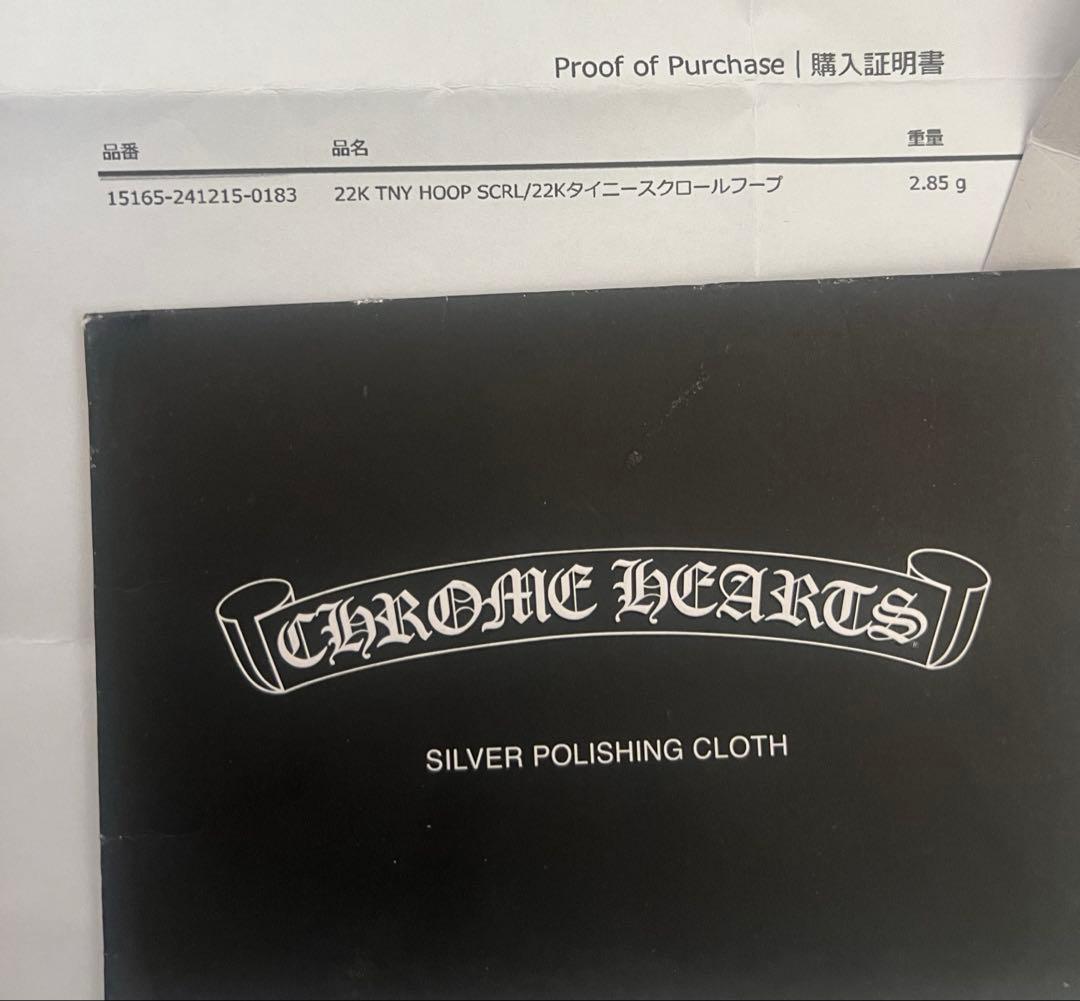 Proof of Purchase | 購入証明書
品番 品名 重量
15165-241215-0183 22K TNY HOOP SCRL/22Kタイニースクロールフープ 2.85 g
CHROME HEARTS
SILVER POLISHING CLOTH